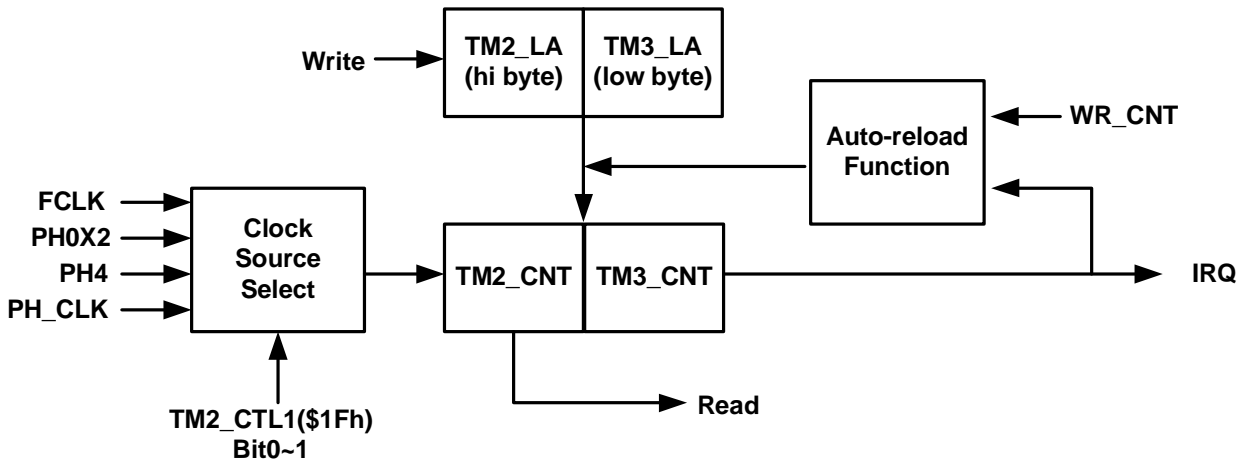 Write
TM2_LA
(hi byte)
TM3_LA
(low byte)
Auto-reload
Function
WR_CNT
FCLK
PH0X2
PH4
PH_CLK
Clock
Source
Select
TM2_CNT
TM3_CNT
IRQ
Read
TM2_CTL1($1Fh)
Bit0~1